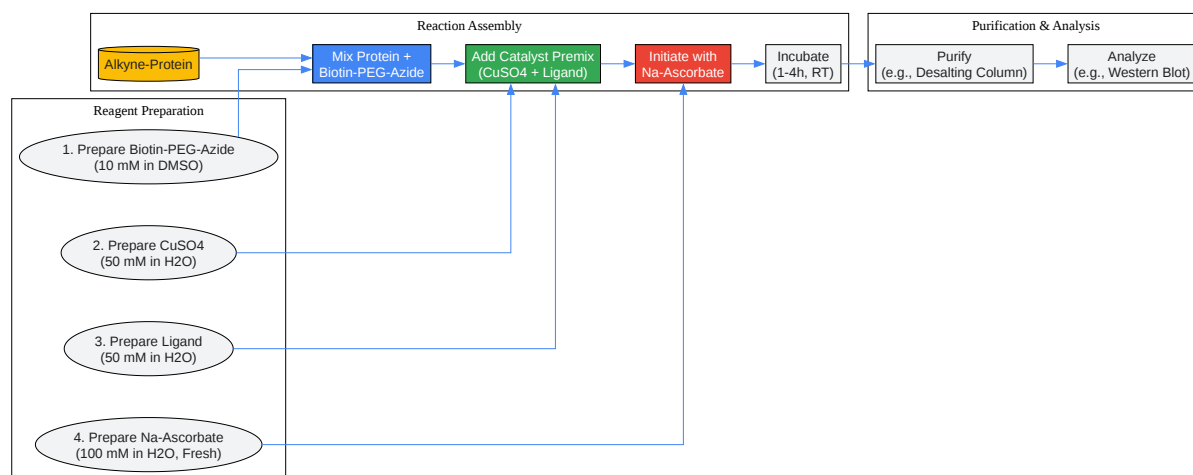 Reaction Assembly
Alkyne-Protein
Mix Protein +
Biotin-PEG-Azide
Add Catalyst Premix
(CuSO4 + Ligand)
Initiate with
Na-Ascorbate
Incubate
(1-4h, RT)
Purification & Analysis
Purify
(e.g., Desalting Column)
Analyze
(e.g., Western Blot)
Reagent Preparation
1. Prepare Biotin-PEG-Azide
(10 mM in DMSO)
2. Prepare CuSO4
(50 mM in H2O)
3. Prepare Ligand
(50 mM in H2O)
4. Prepare Na-Ascorbate
(100 mM in H2O, Fresh)